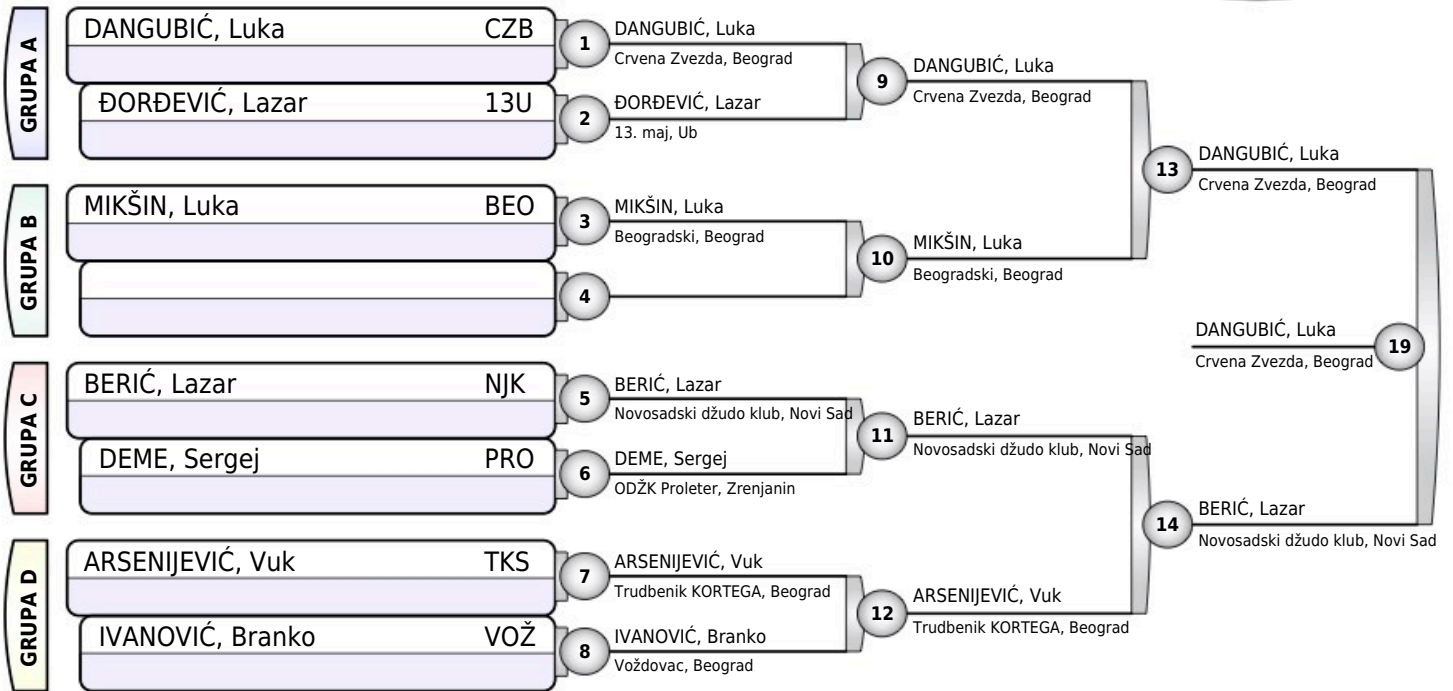 GRUPA A
DANGUBIĆ, Luka CZB
ĐORĐEVIĆ, Lazar 13U
GRUPA B
MIKŠIN, Luka BEO
GRUPA C
BERIĆ, Lazar NJK
DEME, Sergej PRO
GRUPA D
ARSENIJEVIĆ, Vuk TKS
IVANOVIĆ, Branko VOŽ
1
DANGUBIĆ, Luka
Crvena Zvezda, Beograd
2
ĐORĐEVIĆ, Lazar
13. maj, Ub
3
MIKŠIN, Luka
Beogradski, Beograd
4
5
BERIĆ, Lazar
Novosadski džudo klub, Novi Sad
6
DEME, Sergej
ODŽK Proleter, Zrenjanin
7
ARSENIJEVIĆ, Vuk
Trudbenik KORTEGA, Beograd
8
IVANOVIĆ, Branko
Voždovac, Beograd
9
DANGUBIĆ, Luka
Crvena Zvezda, Beograd
10
MIKŠIN, Luka
Beogradski, Beograd
11
BERIĆ, Lazar
Novosadski džudo klub, Novi Sad
12
ARSENIJEVIĆ, Vuk
Trudbenik KORTEGA, Beograd
13
DANGUBIĆ, Luka
Crvena Zvezda, Beograd
14
BERIĆ, Lazar
Novosadski džudo klub, Novi Sad
DANGUBIĆ, Luka
Crvena Zvezda, Beograd
19